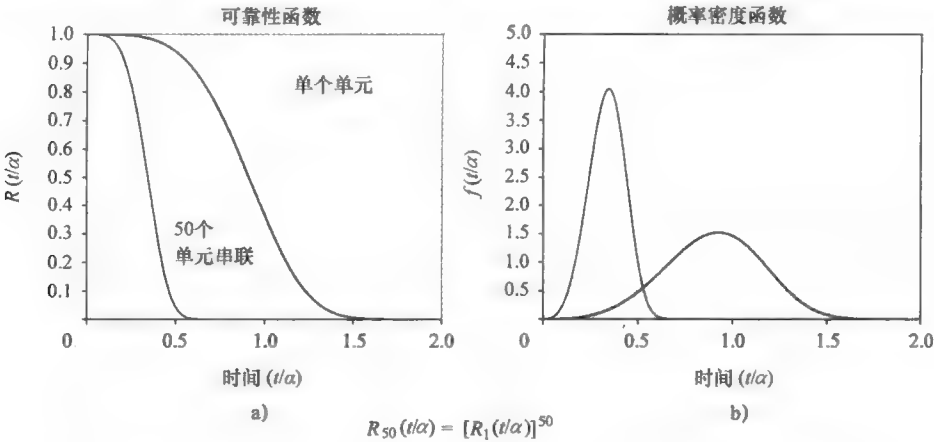 可靠性函数
1.0
0.9
0.8
0.7
0.6
0.5
0.4
0.3
0.2
0.1
0
R (t/α)
单个单元
50个
单元串联
0.5
1.0
1.5
2.0
时间 (t/α)
a)
概率密度函数
5.0
4.5
4.0
3.5
3.0
2.5
2.0
1.5
1.0
0.5
0
f (t/α)
0.5
1.0
1.5
2.0
时间 (t/α)
b)
R₅₀ (t/α) = [R₁(t/α)]⁵⁰